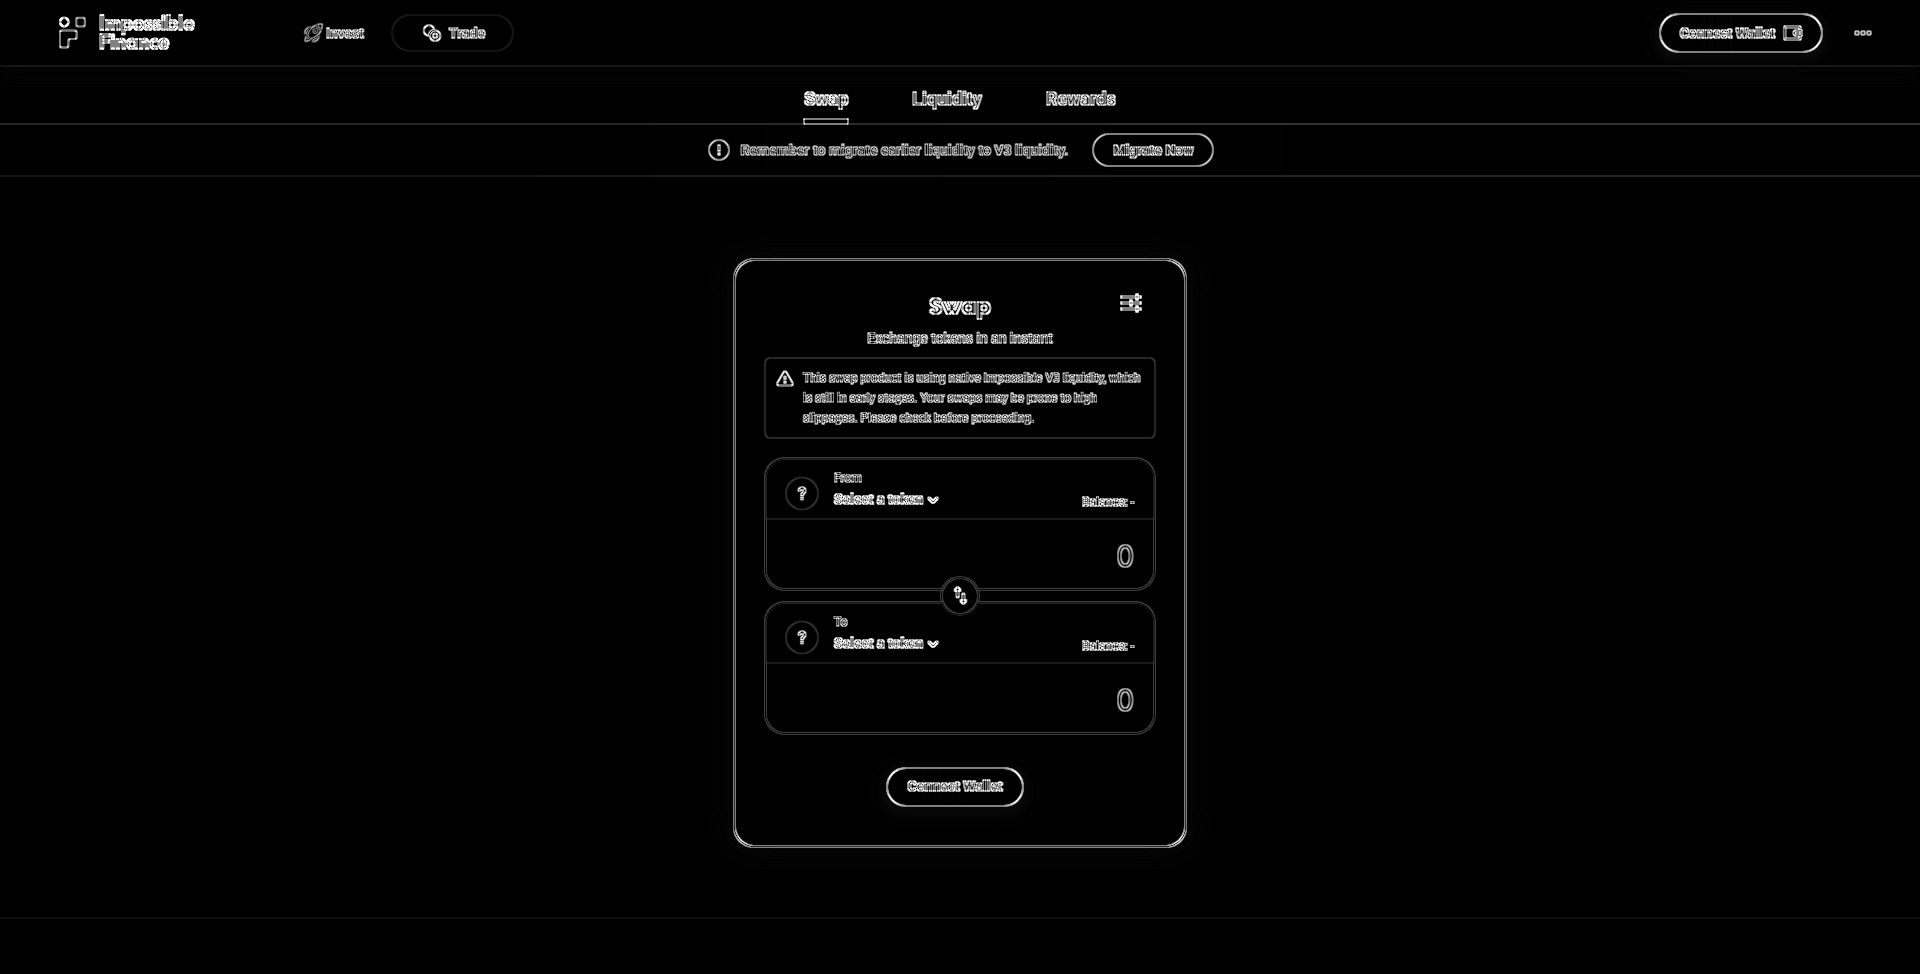 Impossible
Finance
Invest
Trade
Connect Wallet
Swap
Liquidity
Rewards
Remember to migrate earlier liquidity to V3 liquidity.
Migrate Now
Swap
Exchange tokens in an instant
This swap product is using native Impossible V3 liquidity, which
is still in early stages. Your swaps may be prone to high
slippages. Please check before proceeding.
From
? Select a token
Balance: -
0
To
? Select a token
Balance: -
0
Connect Wallet